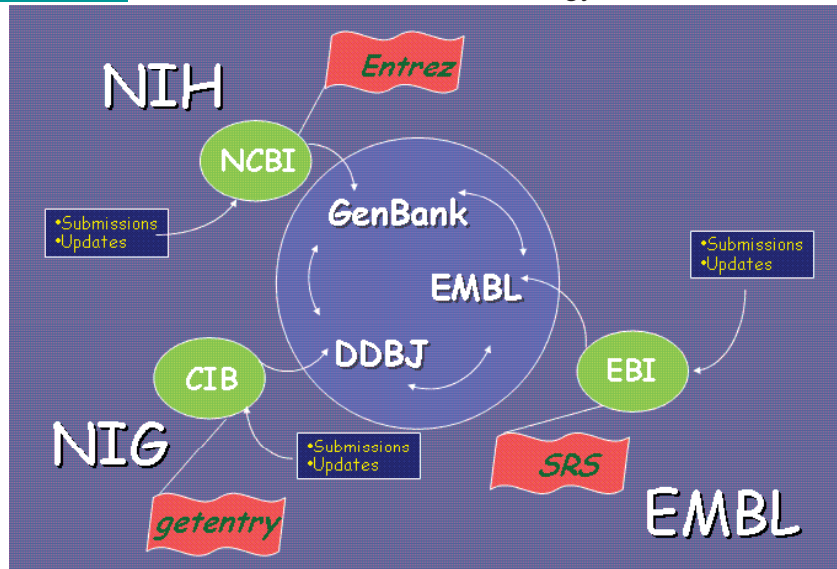 Entrez
NIH
NCBI
•Submissions
•Updates
GenBank
•Submissions
•Updates
EMBL
DDBJ
CIB
EBI
NIG
•Submissions
•Updates
SRS
getentry
EMBL